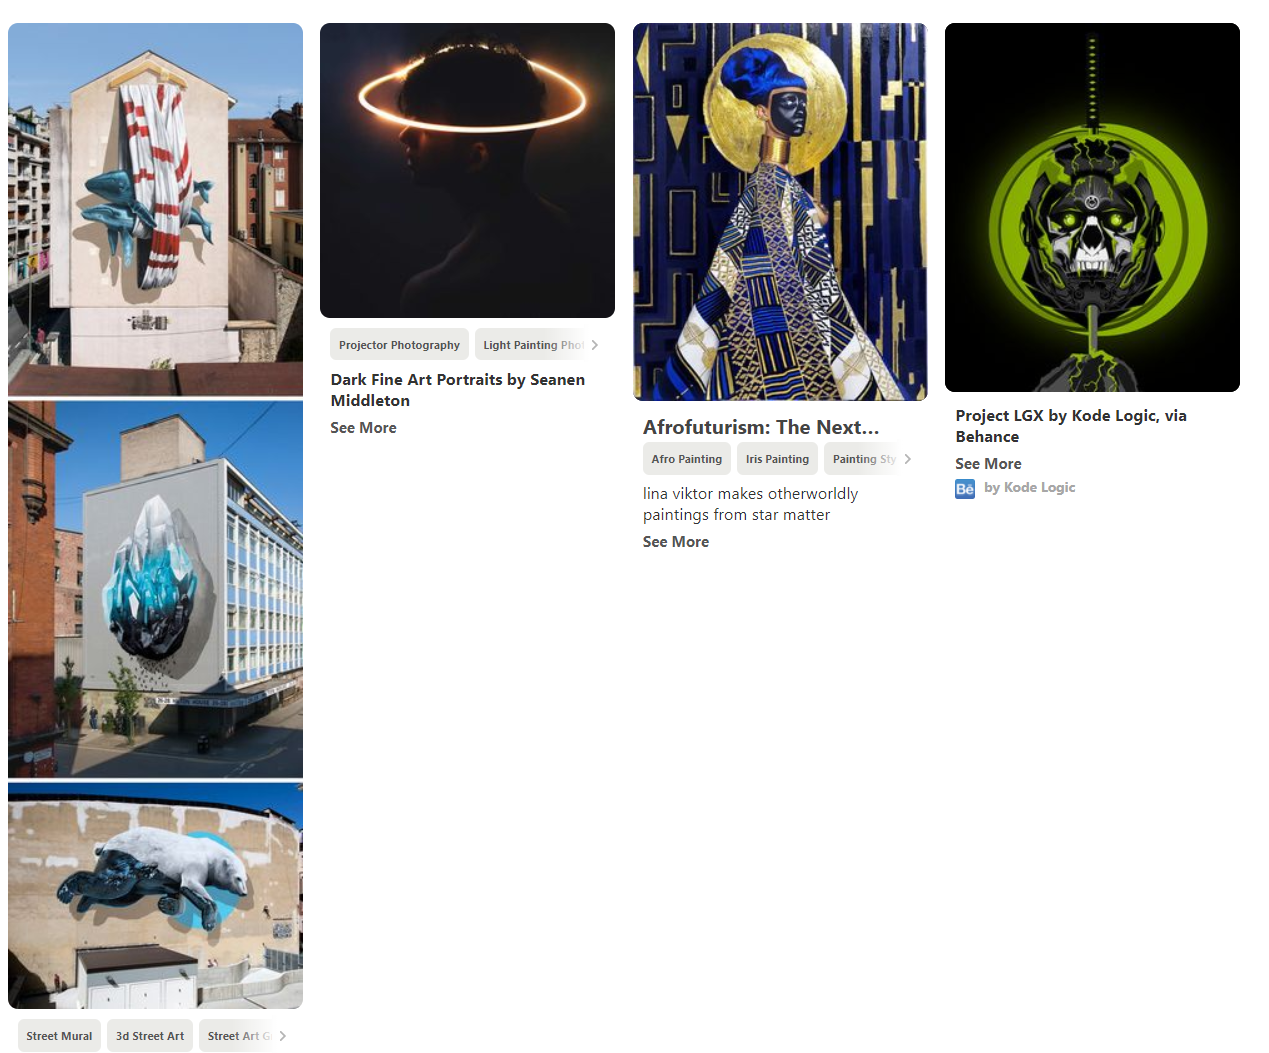 Projector Photography
Light Painting
Dark Fine Art Portraits by Seanen
Middleton
See More
Afrofuturism: The Next...
Afro Painting
Iris Painting
Painting
lina viktor makes otherworldly
paintings from star matter
See More
Project LGX by Kode Logic, via
Behance
See More
Bē by Kode Logic
Street Mural
3d Street Art
Street Art